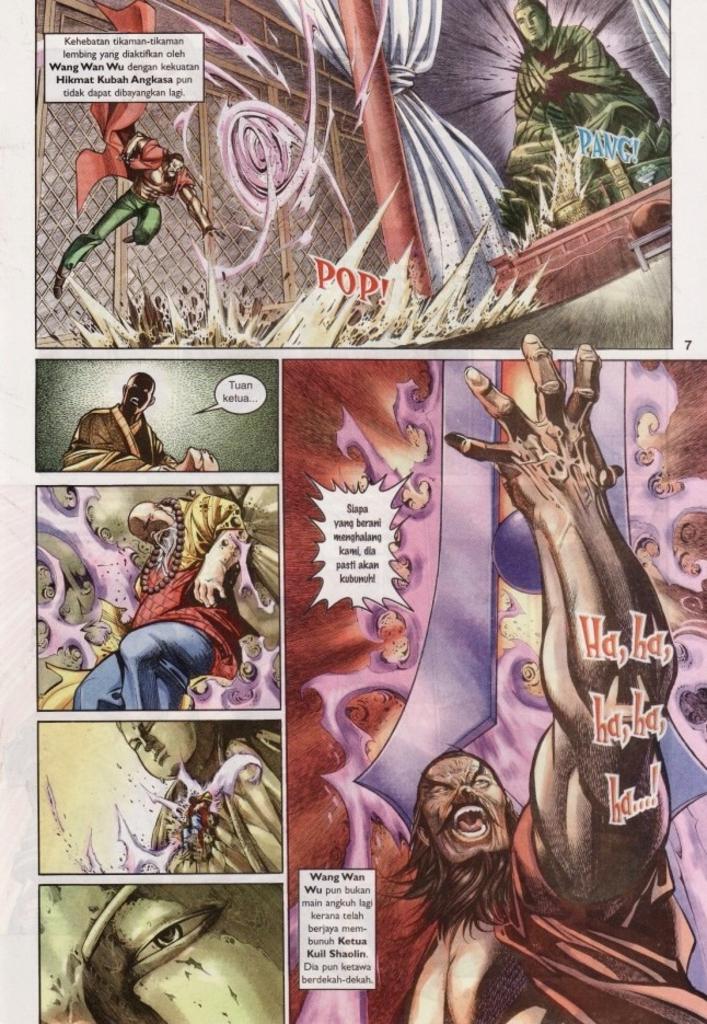 Kehebatan tikaman-tikaman
lembing yang diaktifkan oleh
Wang Wan Wu dengan kekuatan
Hikmat Kubah Angkasa pun
tidak dapat dibayangkan lagi.
PANG!
POP!
7
Tuan
ketua...
Siapa
yang berani
menghalang
kami, dia
pasti akan
kubunuh!
Ha, ha,
ha-ha,
ha....!
Wang Wan
Wu pun bukan
main angkuh lagi
kerana telah
berjaya mem-
bunuh Ketua
Kuil Shaolin.
Dia pun ketawa
berdekah-dekah.